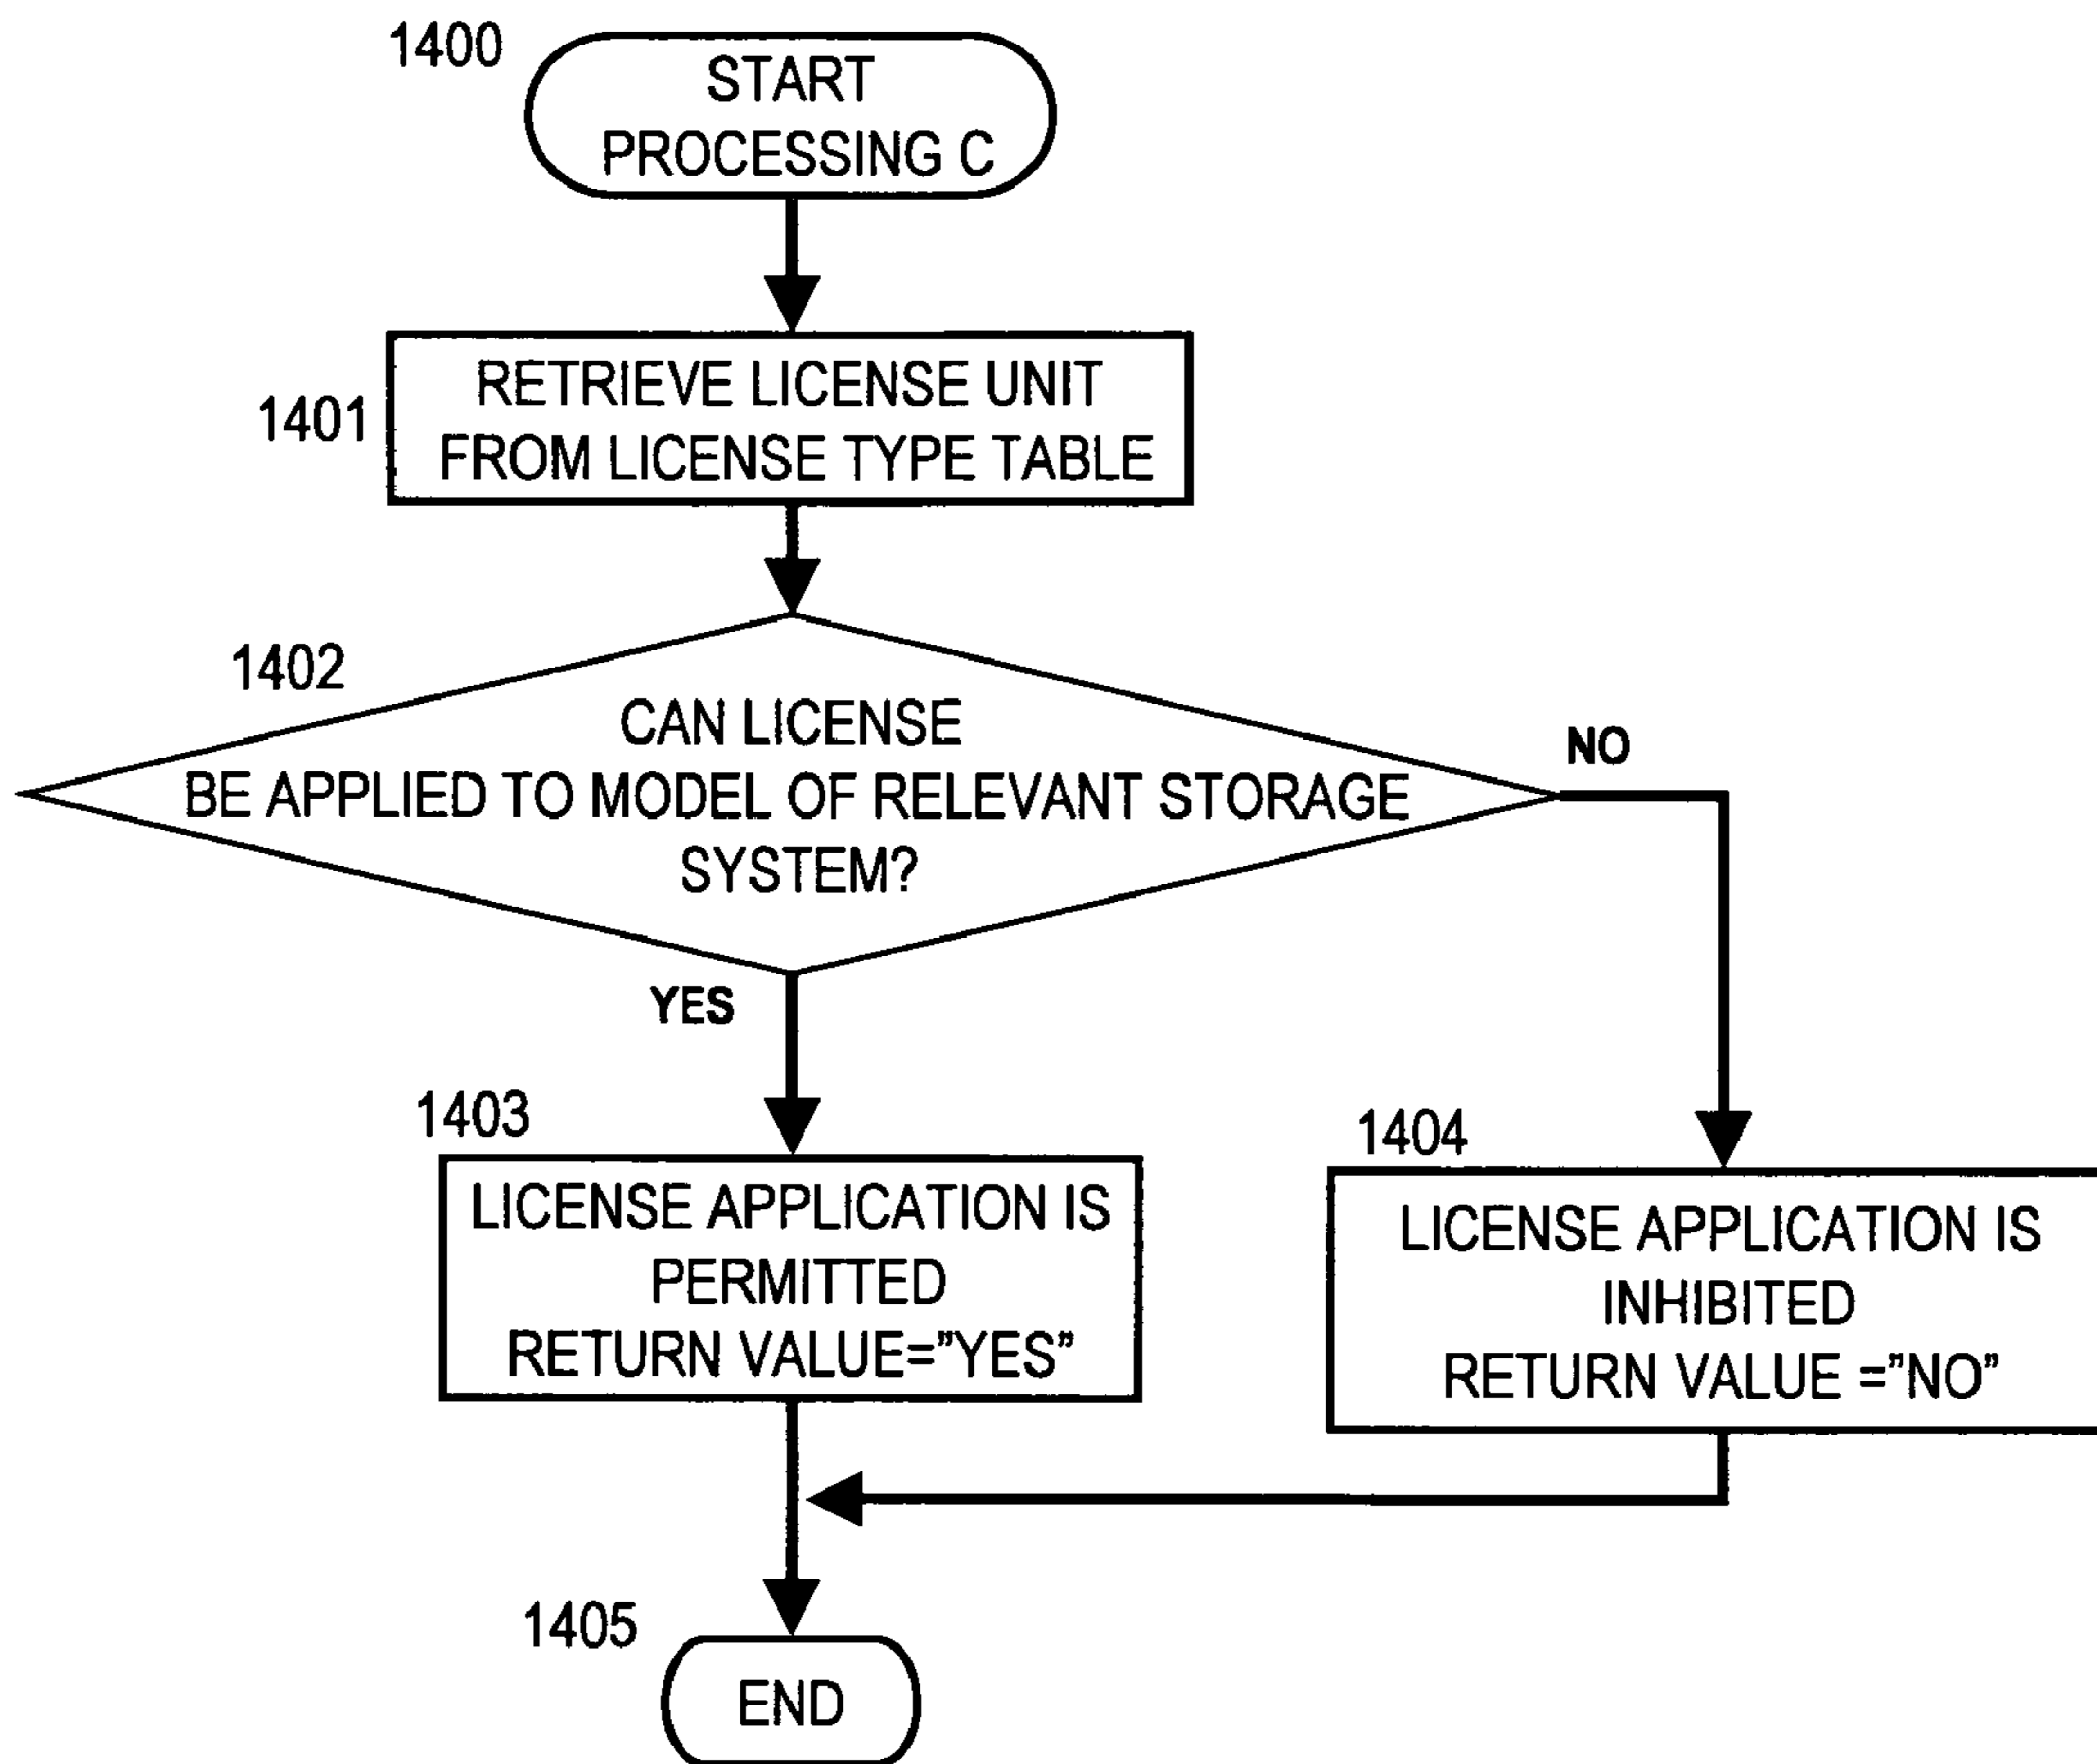 1400
START
PROCESSING C
1401
RETRIEVE LICENSE UNIT
FROM LICENSE TYPE TABLE
1402
CAN LICENSE
BE APPLIED TO MODEL OF RELEVANT STORAGE
SYSTEM?
NO
YES
1403
LICENSE APPLICATION IS
PERMITTED
RETURN VALUE=”YES”
1404
LICENSE APPLICATION IS
INHIBITED
RETURN VALUE =”NO”
1405
END